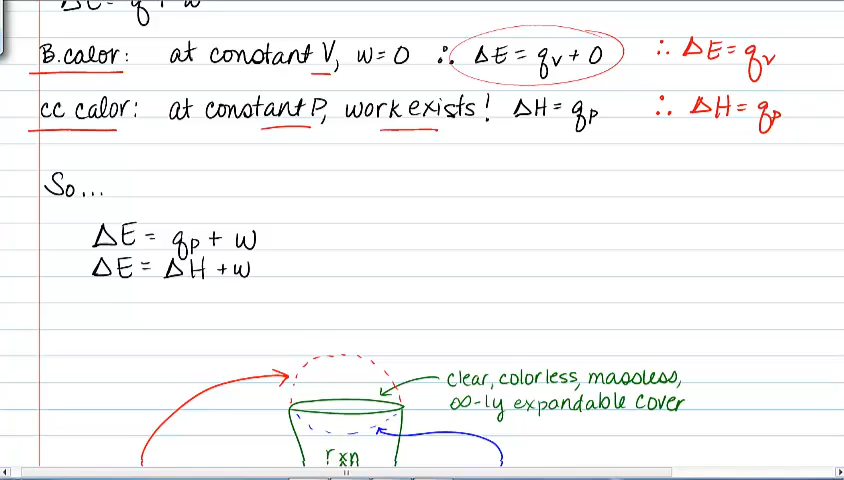 ΔE = q + w
B.calor: at constant V, w=0 ∴ ΔE = qᵥ + 0 ∴ ΔE = qᵥ
cc calor: at constant P, work exists! ΔH = qₚ ∴ ΔH = qₚ
So...
ΔE = qₚ + w
ΔE = ΔH + w
clear, colorless, massless,
∞-ly expandable cover
rxn